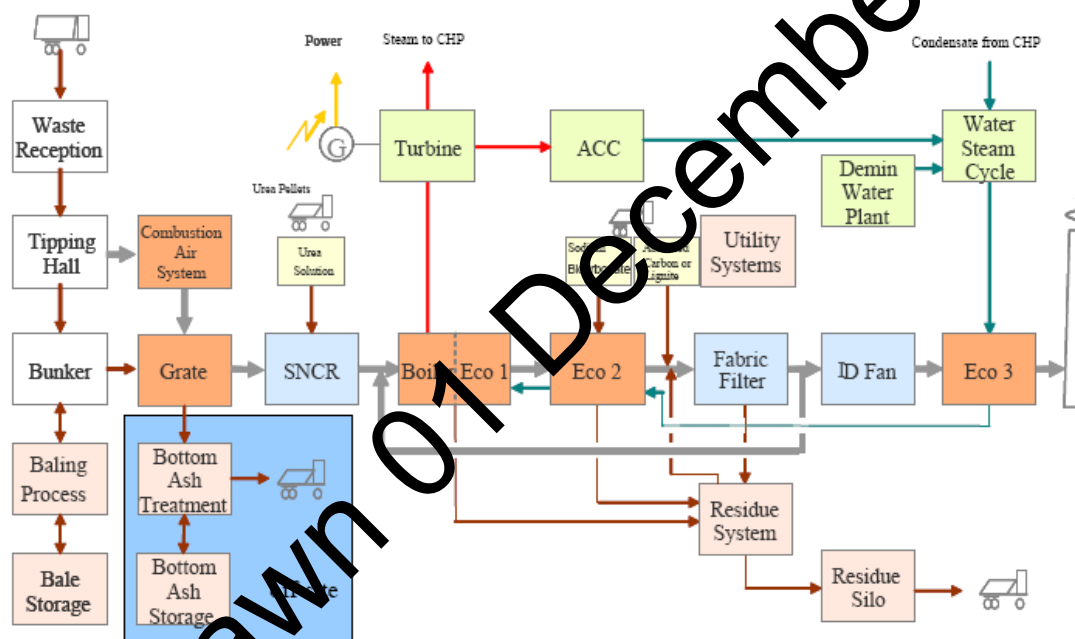 Power
Steam to CHP
Condensate from CHP
Waste
Reception
G
Turbine
ACC
Water
Steam
Cycle
Demin
Water
Plant
Urea Pellets
Tipping
Hall
Combustion
Air
System
Urea
Solution
Carbon or
Lignite
Utility
Systems
Bunker
Grate
SNCR
Eco 1
Eco 2
Fabric
Filter
ID Fan
Eco 3
Baling
Process
Bottom
Ash
Treatment
Residue
System
Bale
Storage
Bottom
Ash
Storage
Residue
Silo
01 December